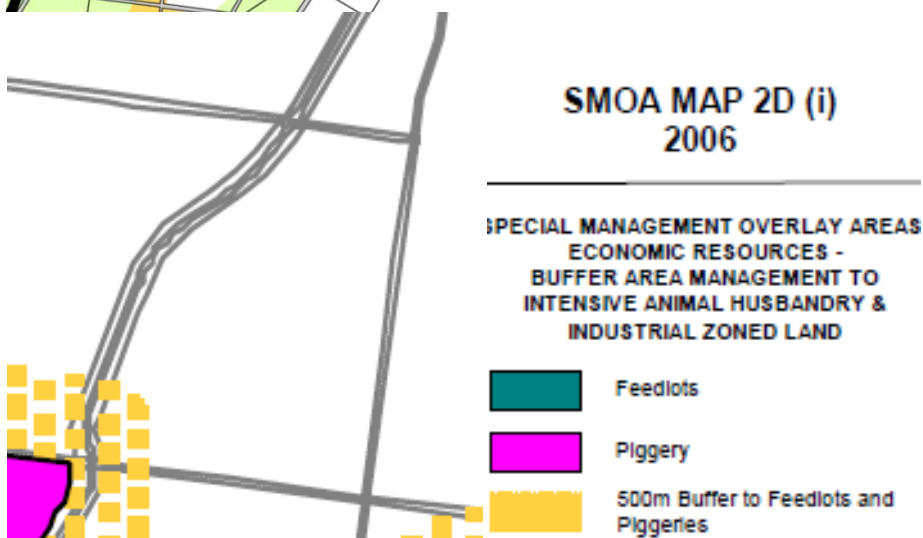 SMOA MAP 2D (i)
2006
SPECIAL MANAGEMENT OVERLAY AREAS
ECONOMIC RESOURCES -
BUFFER AREA MANAGEMENT TO
INTENSIVE ANIMAL HUSBANDRY &
INDUSTRIAL ZONED LAND
Feedlots
Piggery
500m Buffer to Feedlots and
Piggeries